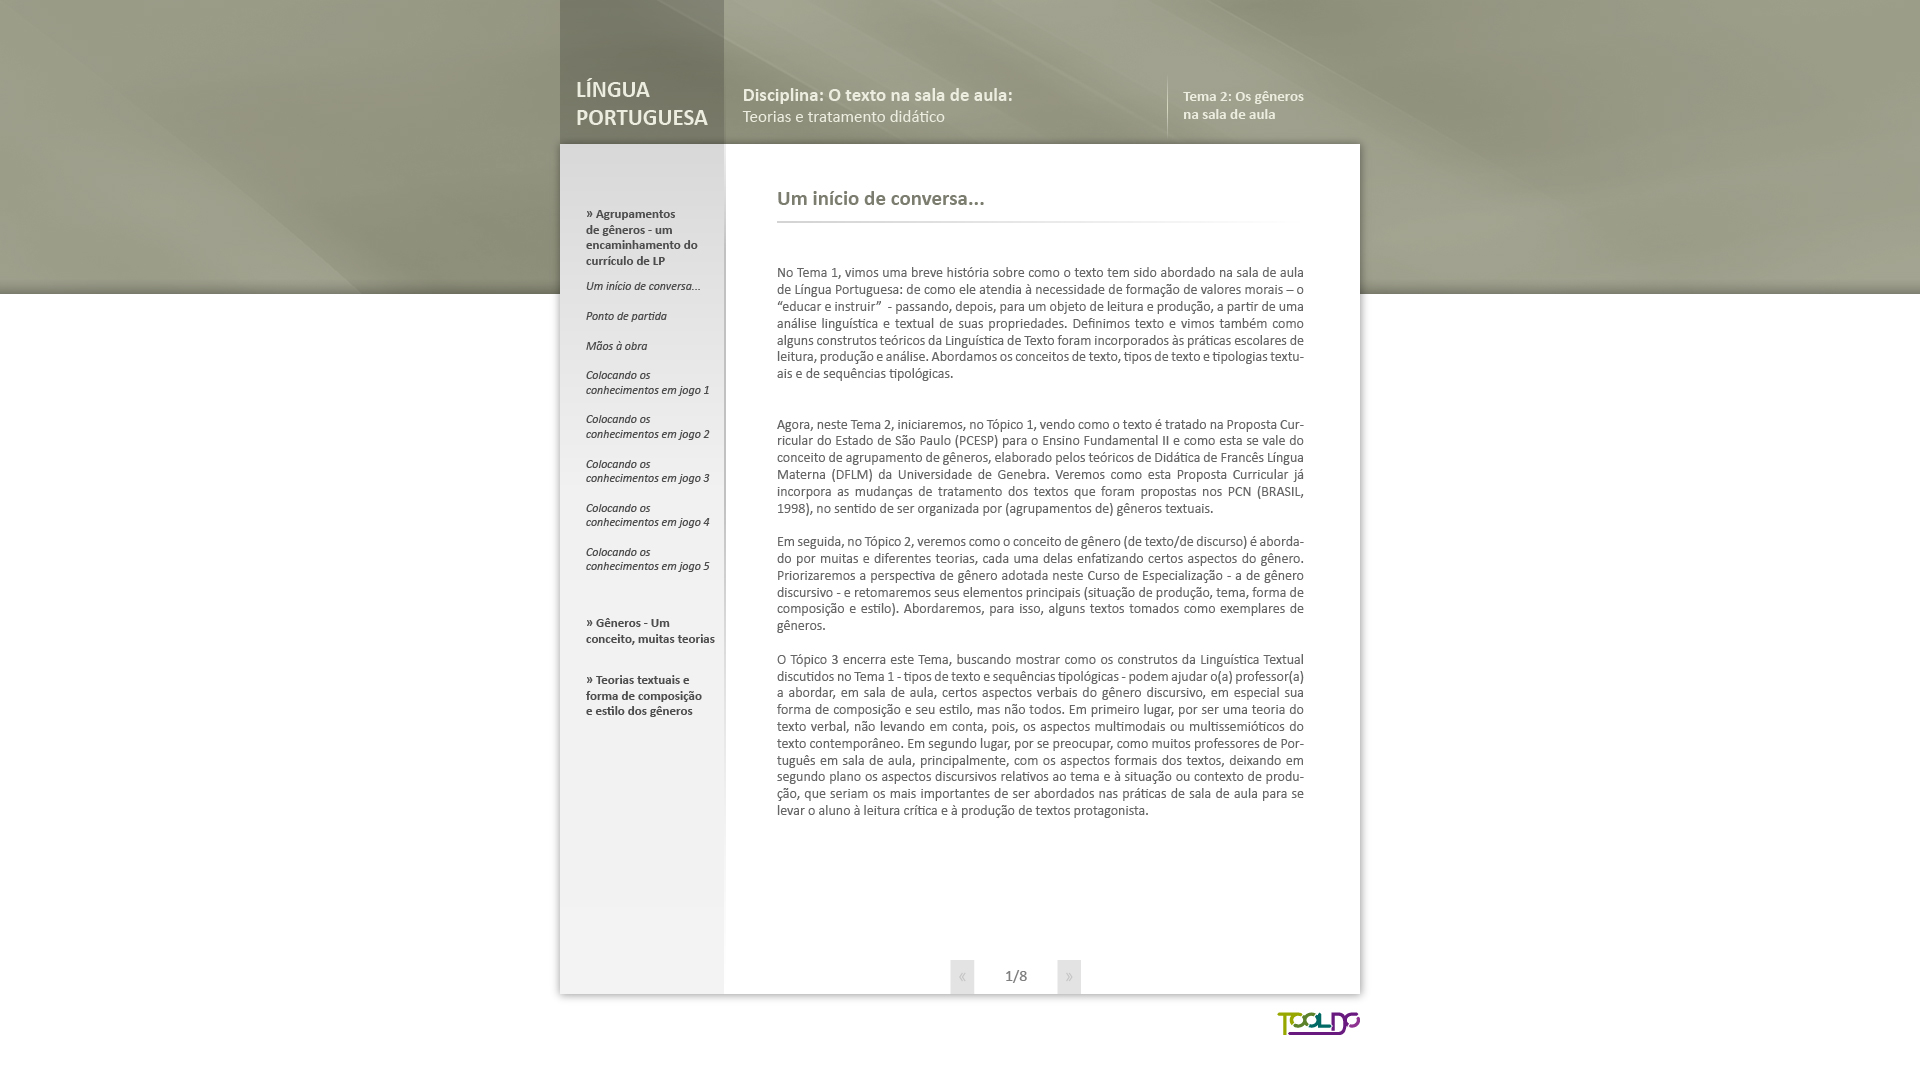 LÍNGUA
PORTUGUESA
Disciplina: O texto na sala de aula:
Teorias e tratamento didático
Tema 2: Os gêneros
na sala de aula
» Agrupamentos
de gêneros - um
encaminhamento do
currículo de LP
Um início de conversa...
Ponto de partida
Mãos à obra
Colocando os
conhecimentos em jogo 1
Colocando os
conhecimentos em jogo 2
Colocando os
conhecimentos em jogo 3
Colocando os
conhecimentos em jogo 4
Colocando os
conhecimentos em jogo 5
» Gêneros - Um
conceito, muitas teorias
» Teorias textuais e
forma de composição
e estilo dos gêneros
Um início de conversa...
No Tema 1, vimos uma breve história sobre como o texto tem sido abordado na sala de aula
de Língua Portuguesa: de como ele atendia à necessidade de formação de valores morais – o
“educar e instruir” - passando, depois, para um objeto de leitura e produção, a partir de uma
análise linguística e textual de suas propriedades. Definimos texto e vimos também como
alguns construtos teóricos da Linguística de Texto foram incorporados às práticas escolares de
leitura, produção e análise. Abordamos os conceitos de texto, tipos de texto e tipologias textu-
ais e de sequências tipológicas.
Agora, neste Tema 2, iniciaremos, no Tópico 1, vendo como o texto é tratado na Proposta Cur-
ricular do Estado de São Paulo (PCESP) para o Ensino Fundamental II e como esta se vale do
conceito de agrupamento de gêneros, elaborado pelos teóricos de Didática de Francês Língua
Materna (DFLM) da Universidade de Genebra. Veremos como esta Proposta Curricular já
incorpora as mudanças de tratamento dos textos que foram propostas nos PCN (BRASIL,
1998), no sentido de ser organizada por (agrupamentos de) gêneros textuais.
Em seguida, no Tópico 2, veremos como o conceito de gênero (de texto/de discurso) é aborda-
do por muitas e diferentes teorias, cada uma delas enfatizando certos aspectos do gênero.
Priorizaremos a perspectiva de gênero adotada neste Curso de Especialização - a de gênero
discursivo - e retomaremos seus elementos principais (situação de produção, tema, forma de
composição e estilo). Abordaremos, para isso, alguns textos tomados como exemplares de
gêneros.
O Tópico 3 encerra este Tema, buscando mostrar como os construtos da Linguística Textual
discutidos no Tema 1 - tipos de texto e sequências tipológicas - podem ajudar o(a) professor(a)
a abordar, em sala de aula, certos aspectos verbais do gênero discursivo, em especial sua
forma de composição e seu estilo, mas não todos. Em primeiro lugar, por ser uma teoria do
texto verbal, não levando em conta, pois, os aspectos multimodais ou multissemióticos do
texto contemporâneo. Em segundo lugar, por se preocupar, como muitos professores de Por-
tuguês em sala de aula, principalmente, com os aspectos formais dos textos, deixando em
segundo plano os aspectos discursivos relativos ao tema e à situação ou contexto de produ-
ção, que seriam os mais importantes de ser abordados nas práticas de sala de aula para se
levar o aluno à leitura crítica e à produção de textos protagonista.
« 1/8 »
TOOLDO